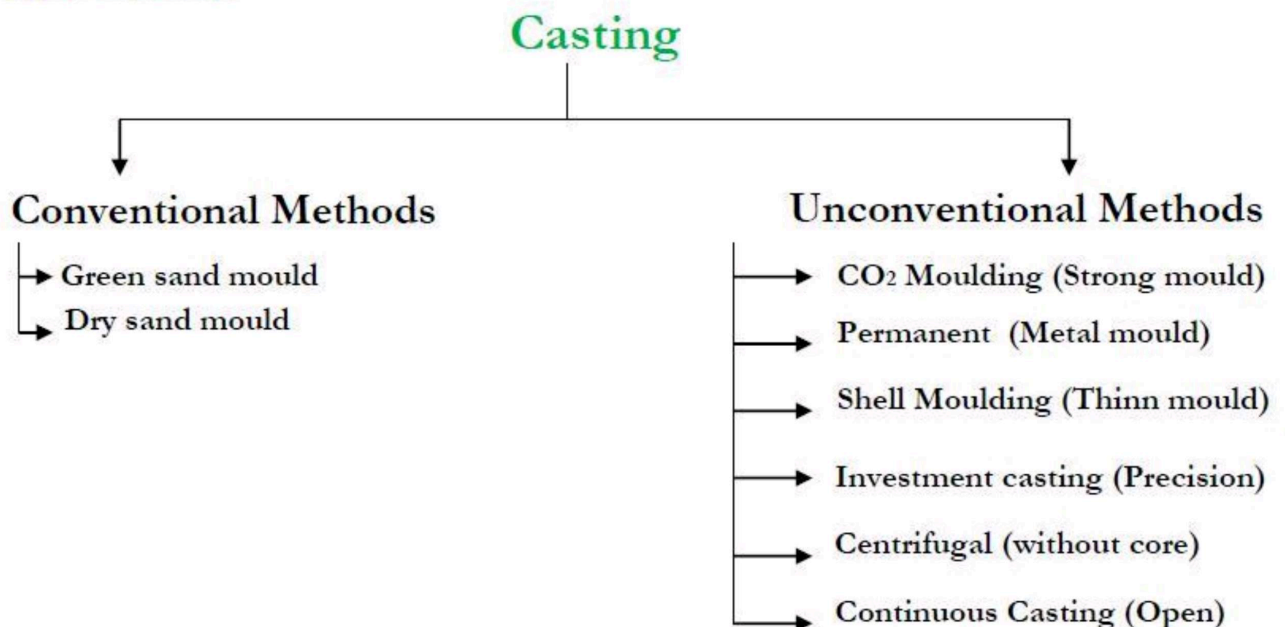 Casting
Conventional Methods
Green sand mould
Dry sand mould
Unconventional Methods
CO2 Moulding (Strong mould)
Permanent (Metal mould)
Shell Moulding (Thinn mould)
Investment casting (Precision)
Centrifugal (without core)
Continuous Casting (Open)